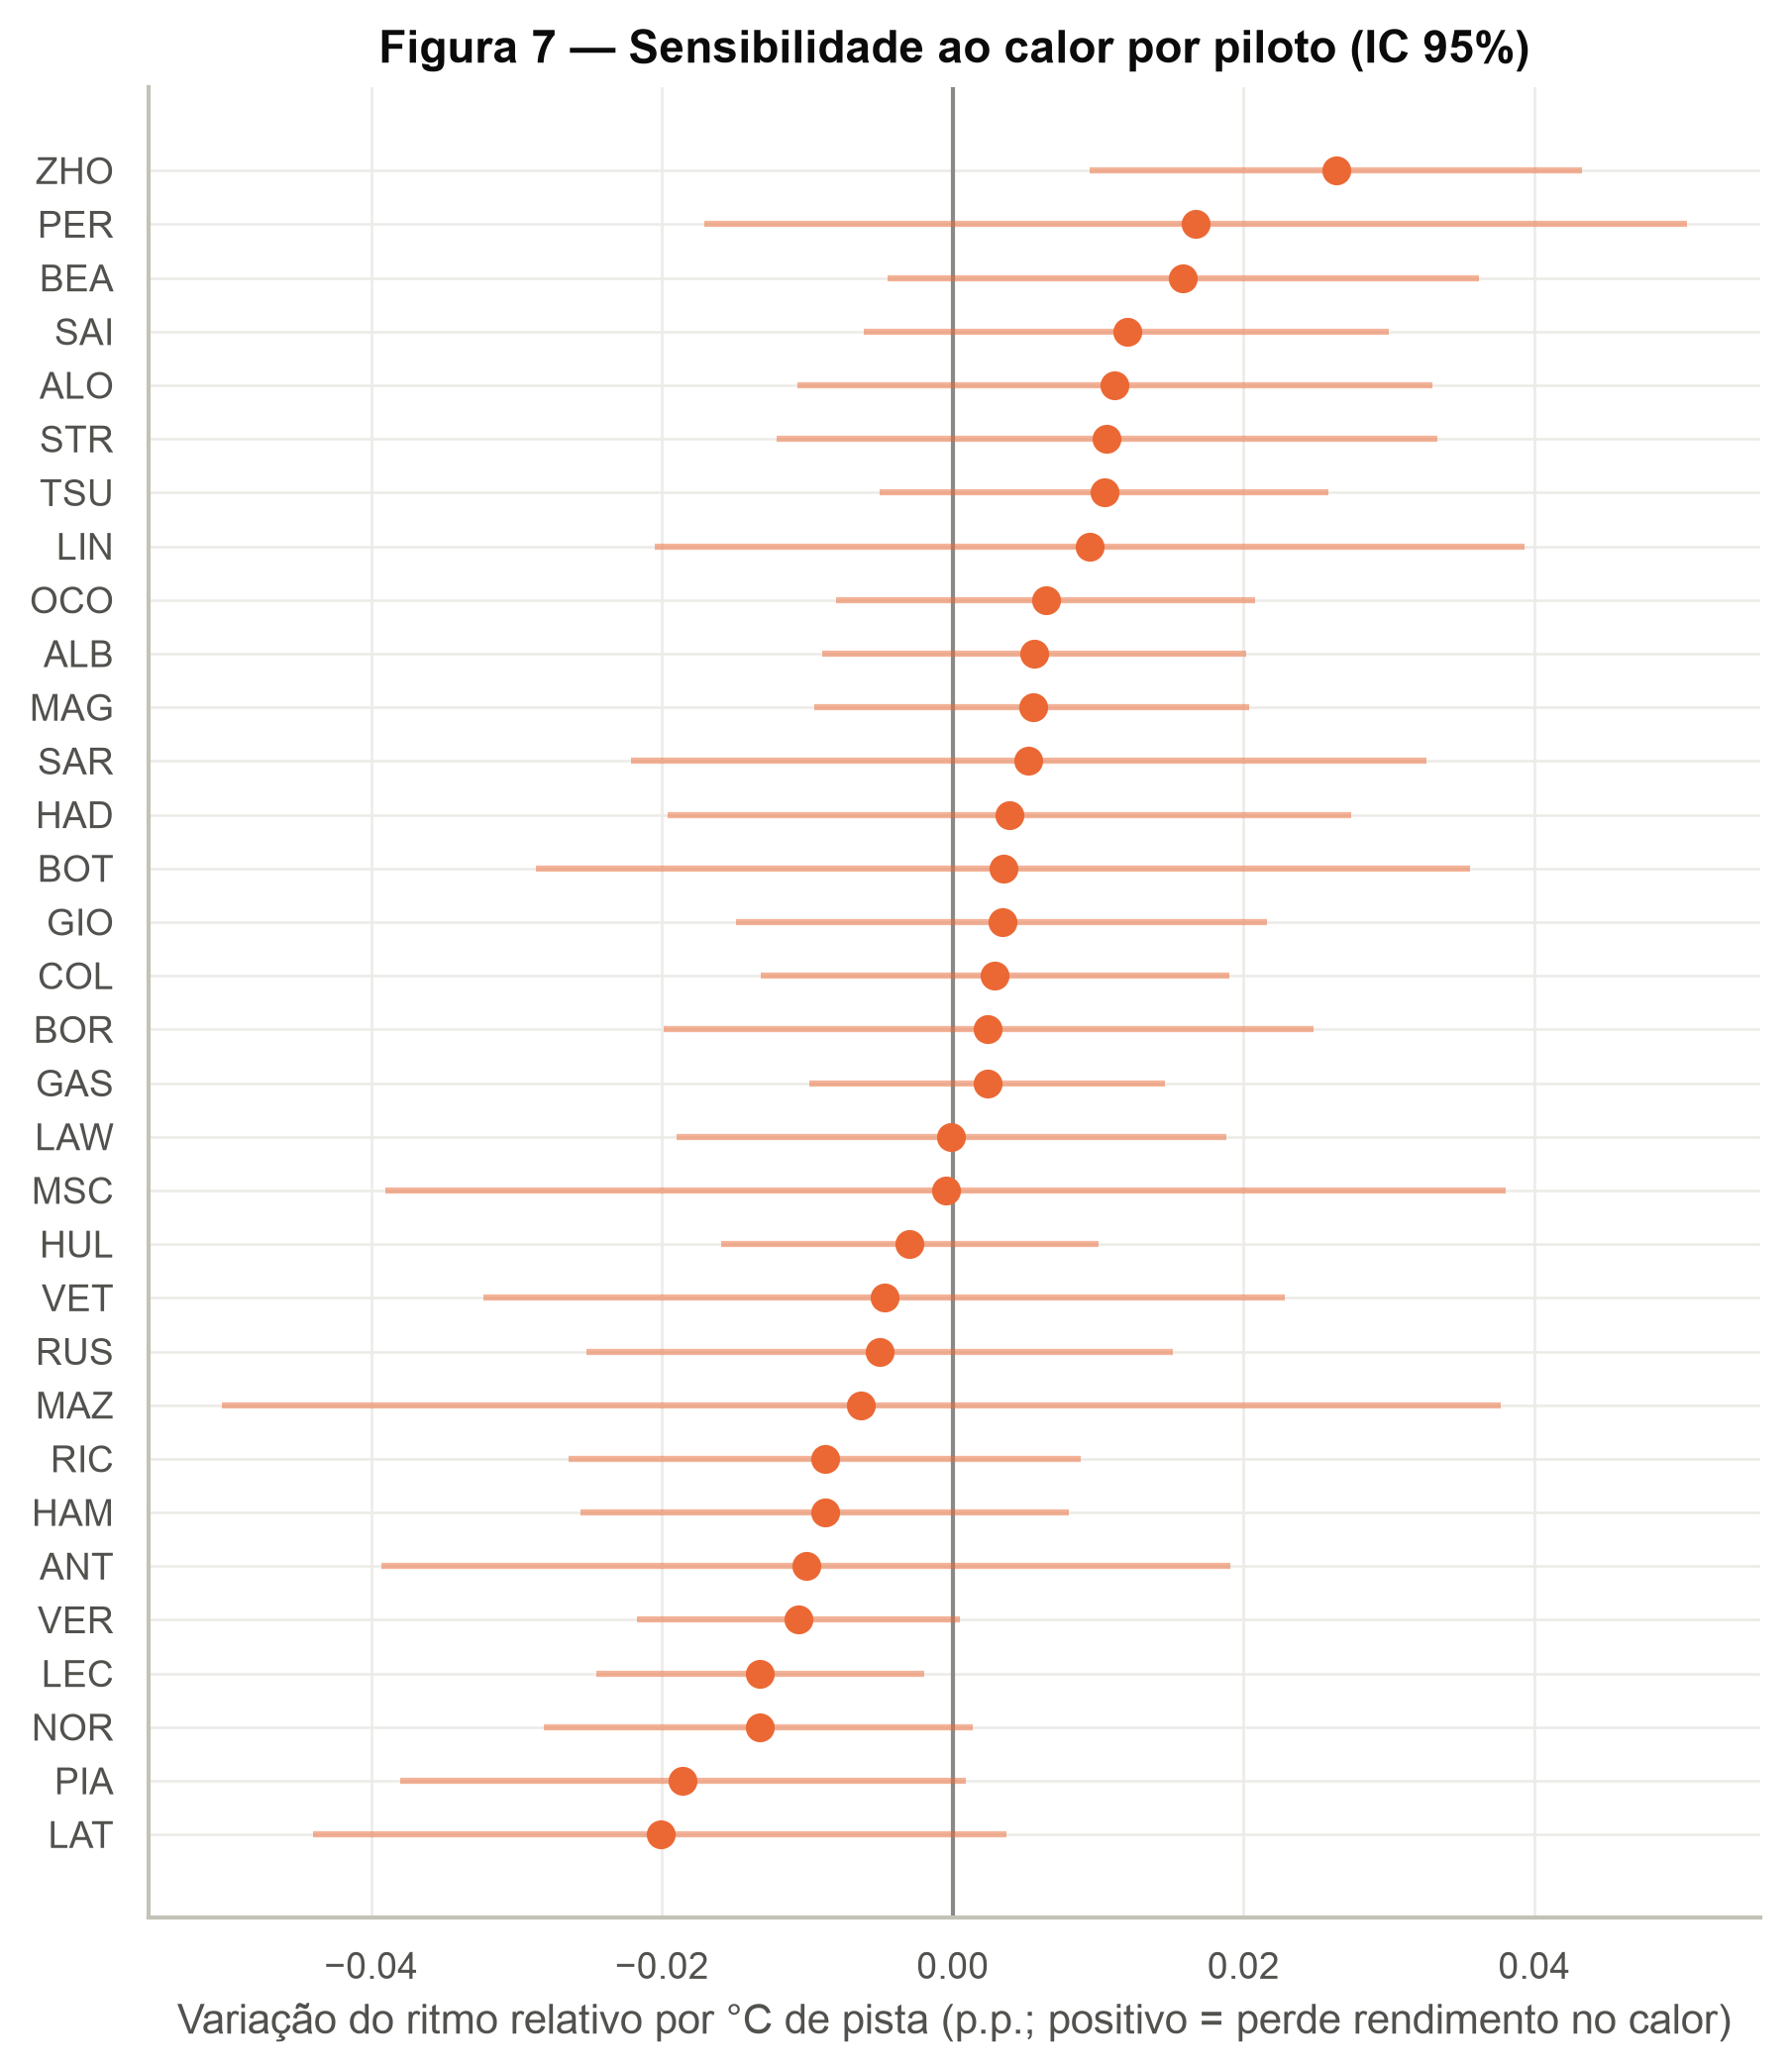 Figura 7 — Sensibilidade ao calor por piloto (IC 95%)
ZHO
PER
BEA
SAI
ALO
STR
TSU
LIN
OCO
ALB
MAG
SAR
HAD
BOT
GIO
COL
BOR
GAS
LAW
MSC
HUL
VET
RUS
MAZ
RIC
HAM
ANT
VER
LEC
NOR
PIA
LAT
−0.04 −0.02 0.00 0.02 0.04
Variação do ritmo relativo por °C de pista (p.p.; positivo = perde rendimento no calor)